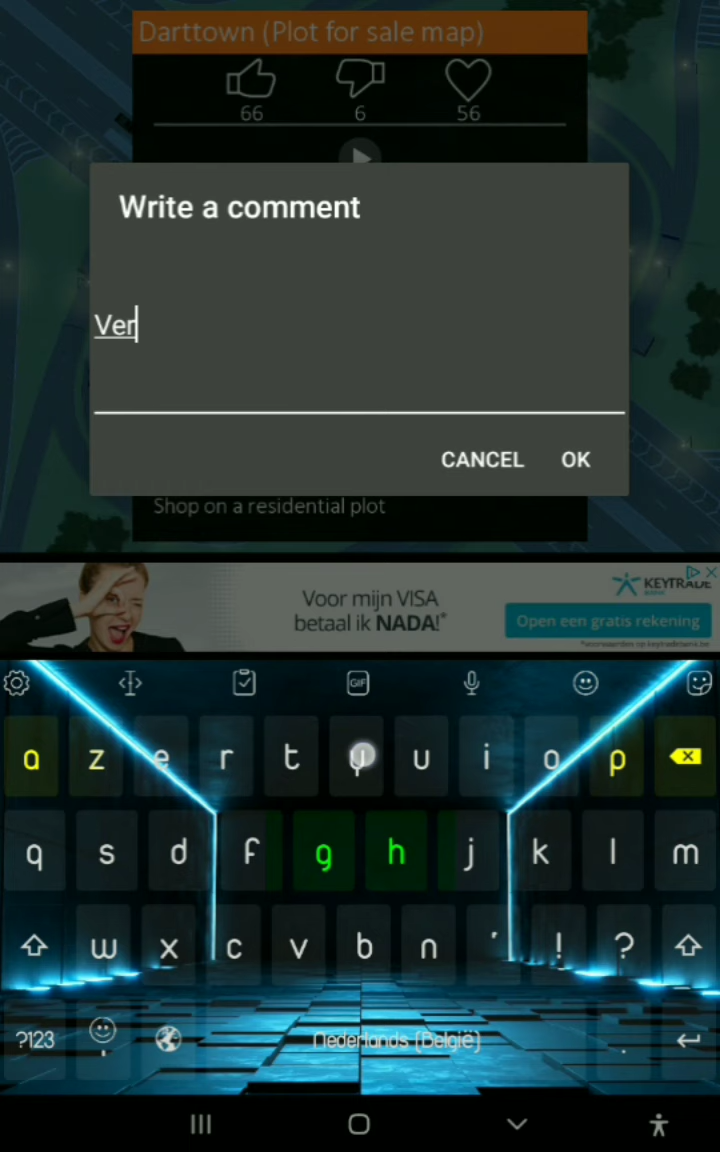 Darttown (Plot for sale map)
66 6 56
Write a comment
Ver
CANCEL OK
Shop on a residential plot
Voor mijn VISA
betaal ik NADA!*
KEYTRADE
Open een gratis rekening
GIF
a z e r t y u i o p
q s d f g h j k l m
w x c v b n ' ! ?
?123 , Nederlands (België) .